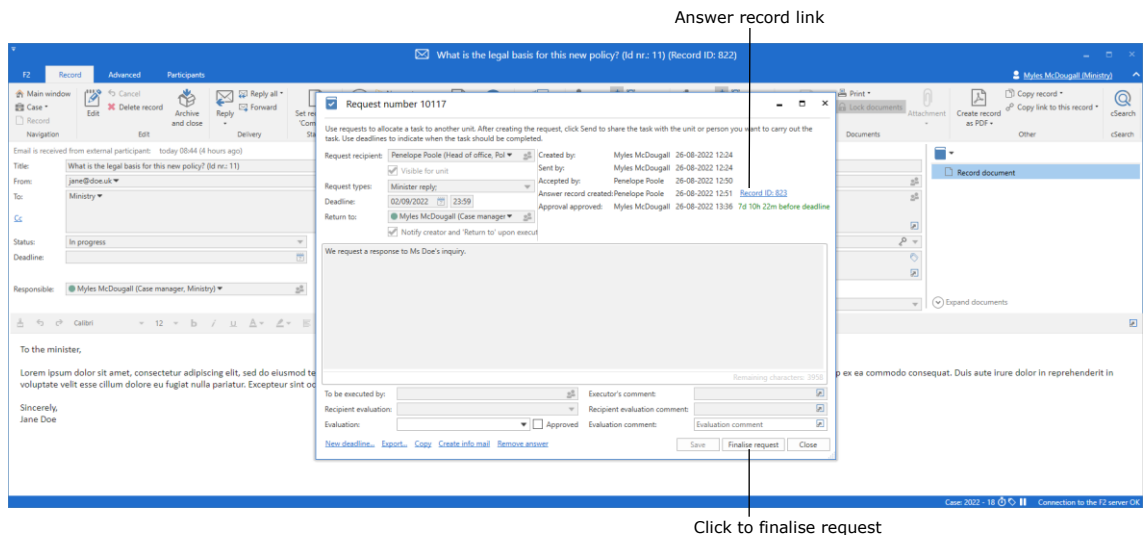 Answer record link
What is the legal basis for this new policy? (Id nr.: 11) (Record ID: 822)
F2 Record Advanced Participants
Myles McDougall (Ministry)
Main window
Case
Record
Navigation
Edit
Cancel
Delete record
Archive and close
Edit
Reply
Reply all
Forward
Delivery
Print
Lock documents
Documents
Attachment
Create record as PDF
Copy record
Copy link to this record
Other
cSearch
cSearch
Email is received from external participant: today 08:44 (4 hours ago)
Title: What is the legal basis for this new policy? (Id nr.: 11)
From: jane@doe.uk
To: Ministry
Cc
Status: In progress
Deadline:
Responsible: Myles McDougall (Case manager, Ministry)
Calibri 12 b / u
To the minister,
Lorem ipsum dolor sit amet, consectetur adipiscing elit, sed do eiusmod te
p ex ea commodo consequat. Duis aute irure dolor in reprehenderit in
voluptate velit esse cillum dolore eu fugiat nulla pariatur. Excepteur sint oc
Sincerely,
Jane Doe
Record document
Expand documents
Request number 10117
Use requests to allocate a task to another unit. After creating the request, click Send to share the task with the unit or person you want to carry out the
task. Use deadlines to indicate when the task should be completed.
Request recipient: Penelope Poole (Head of office, Pol
Visible for unit
Request types: Minister reply;
Deadline: 02/09/2022 23:59
Return to: Myles McDougall (Case manager
Notify creator and 'Return to' upon execut
Created by: Myles McDougall 26-08-2022 12:24
Sent by: Myles McDougall 26-08-2022 12:24
Accepted by: Penelope Poole 26-08-2022 12:50
Answer record created: Penelope Poole 26-08-2022 12:51 Record ID: 823
Approval approved: Myles McDougall 26-08-2022 13:36 7d 10h 22m before deadline
We request a response to Ms Doe's inquiry.
Remaining characters: 3958
To be executed by: Executor's comment:
Recipient evaluation: Recipient evaluation comment:
Evaluation: Approved Evaluation comment: Evaluation comment
New deadline... Export... Copy Create info mail Remove answer Save Finalise request Close
Case: 2022 - 18 Connection to the F2 server OK
Click to finalise request